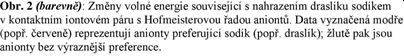 Obr. 2 (barevně): Změny volné energie související s nahrazením draslíku sodíkem
v kontaktním iontovém páru s Hofmeisterovou řadou aniontů. Data vyznačená modře
(popř. červeně) reprezentují anionty preferující sodík (popř. draslík); žlutě pak jsou
anionty bez výraznější preference.